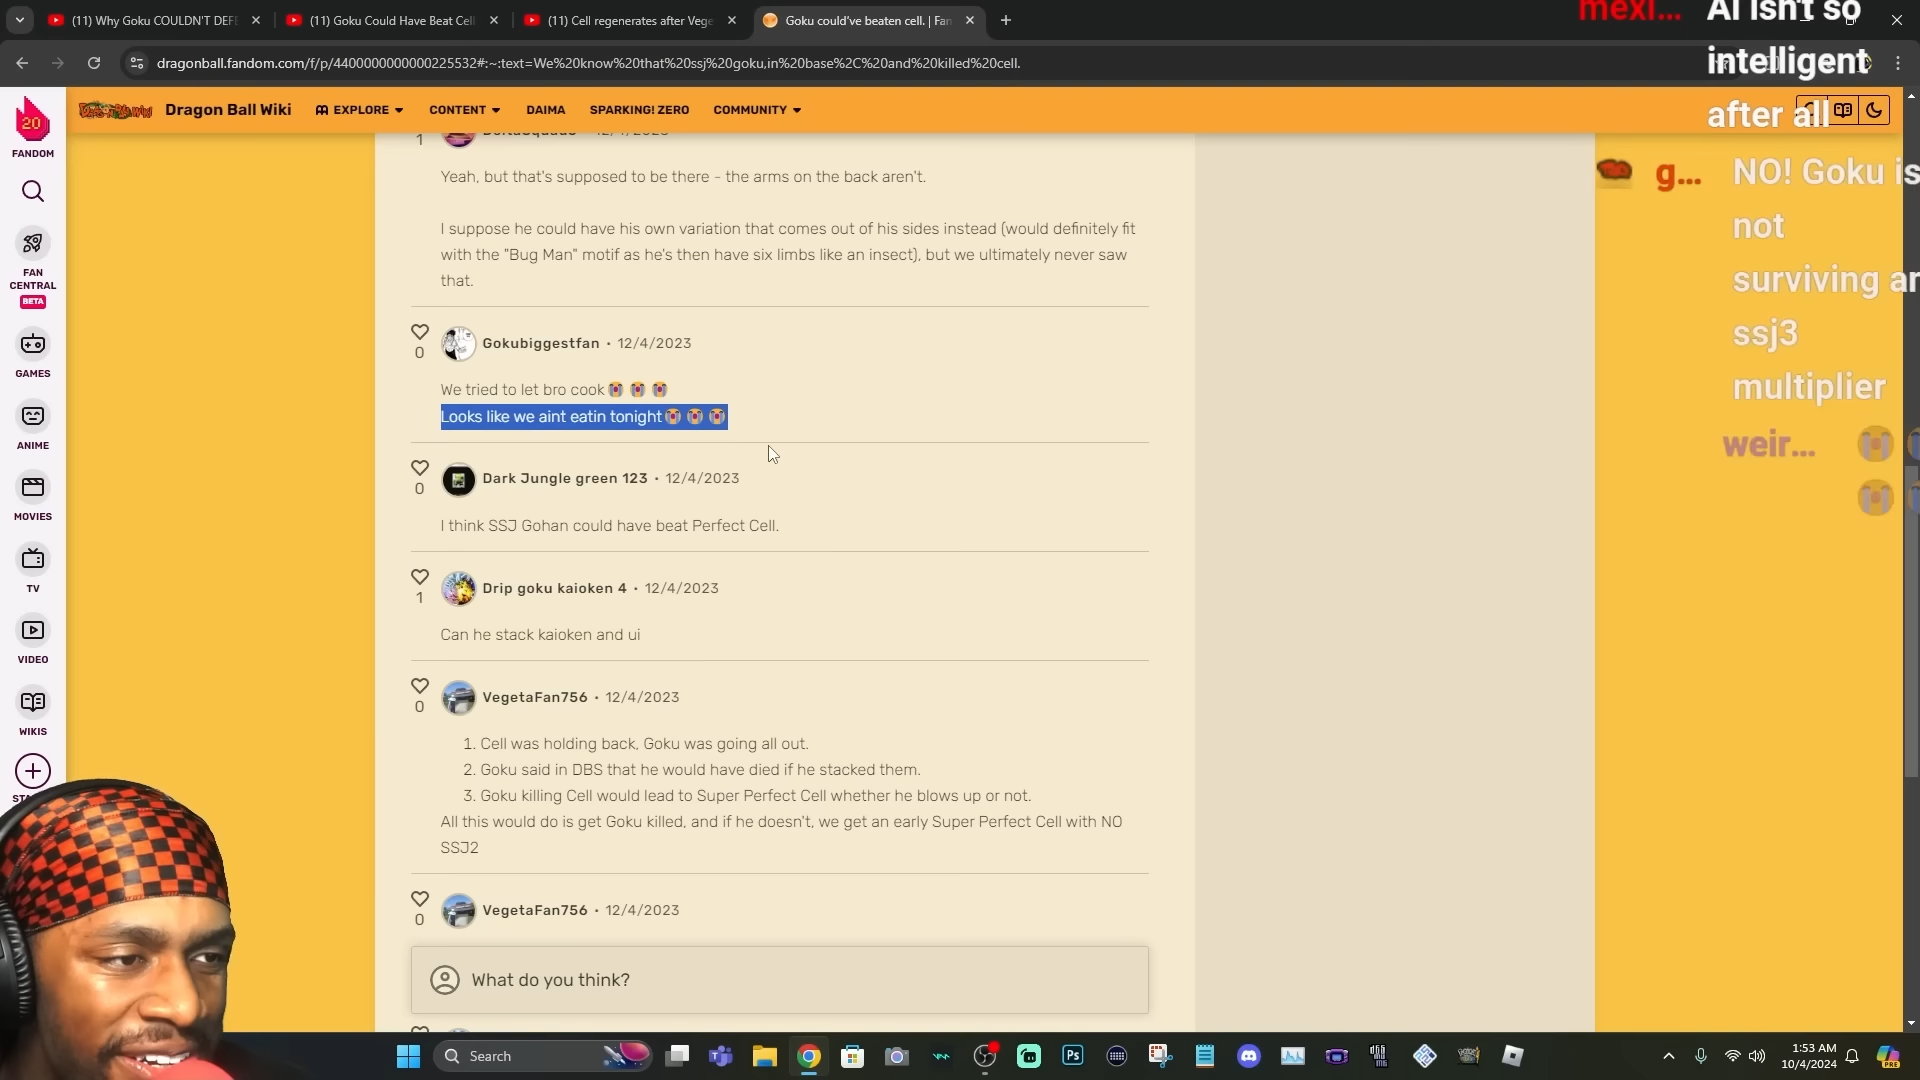 (11) Why Goku COULDN'T DEFE
(11) Goku Could Have Beat Cell
(11) Cell regenerates after Vege
Goku could've beaten cell. | Fan
dragonball.fandom.com/f/p/4400000000000225532#:~:text=We%20know%20that%20ssj%20goku,in%20base%2C%20and%20killed%20cell.
mexi... AI isn't so
intelligent
after all
20
FANDOM
Dragon Ball Wiki
EXPLORE
CONTENT
DAIMA
SPARKING! ZERO
COMMUNITY
FAN
CENTRAL
BETA
GAMES
ANIME
MOVIES
TV
VIDEO
WIKIS
1
12/4/2023
Yeah, but that's supposed to be there - the arms on the back aren't.
I suppose he could have his own variation that comes out of his sides instead (would definitely fit
with the "Bug Man" motif as he's then have six limbs like an insect), but we ultimately never saw
that.
0
Gokubiggestfan • 12/4/2023
We tried to let bro cook😭 😭 😭
Looks like we aint eatin tonight😭 😭 😭
0
Dark Jungle green 123 • 12/4/2023
I think SSJ Gohan could have beat Perfect Cell.
1
Drip goku kaioken 4 • 12/4/2023
Can he stack kaioken and ui
0
VegetaFan756 • 12/4/2023
1. Cell was holding back, Goku was going all out.
2. Goku said in DBS that he would have died if he stacked them.
3. Goku killing Cell would lead to Super Perfect Cell whether he blows up or not.
All this would do is get Goku killed, and if he doesn't, we get an early Super Perfect Cell with NO
SSJ2
0
VegetaFan756 • 12/4/2023
What do you think?
g... NO! Goku is
not
surviving an
ssj3
multiplier
weir... 😭
😭
Search
Ps
1:53 AM
10/4/2024
PRE